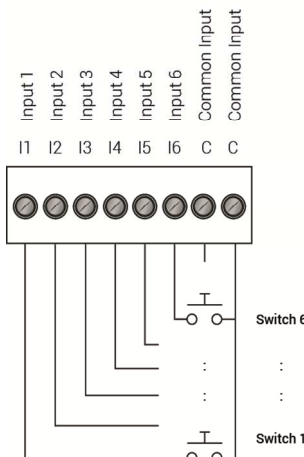 Input 1
Input 2
Input 3
Input 4
Input 5
Input 6
Common Input
Common Input
I1 I2 I3 I4 I5 I6 C C
Switch 6
: :
: :
Switch 1